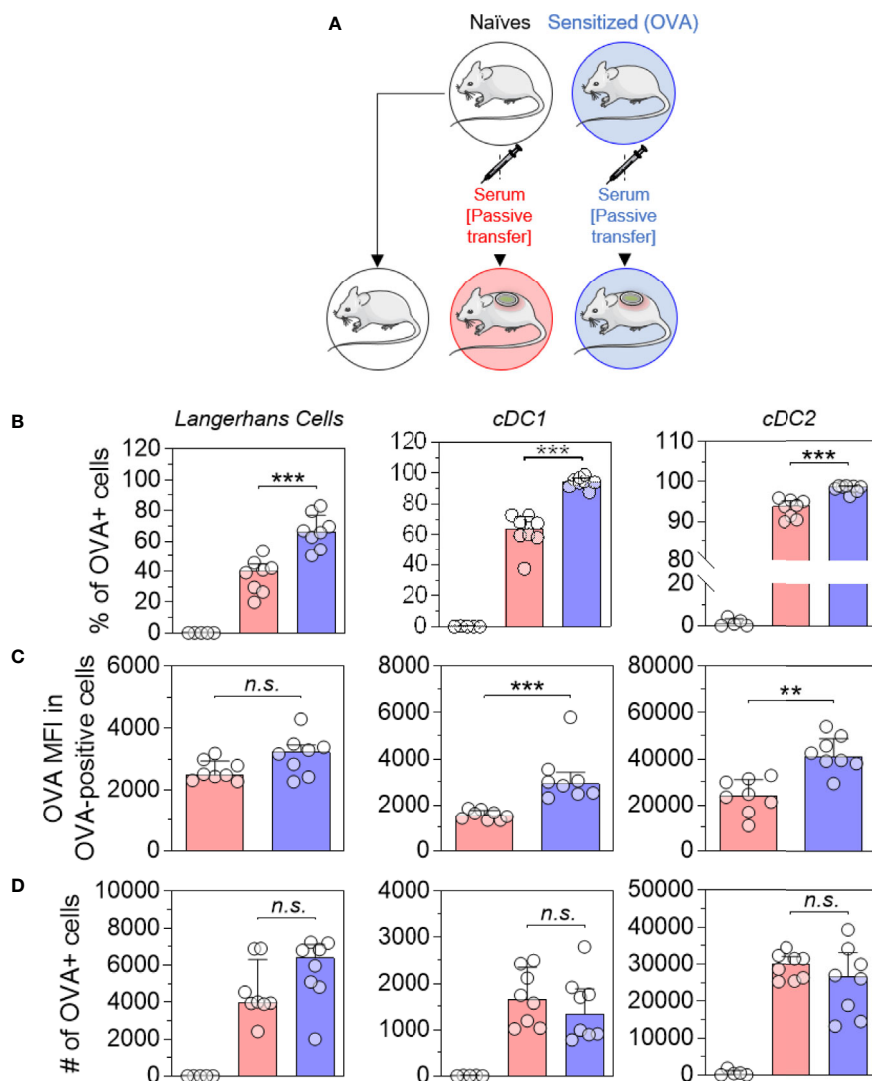 A
Naïves Sensitized (OVA)
Serum
[Passive
transfer]
Serum
[Passive
transfer]
B
Langerhans Cells
cDC1
cDC2
% of OVA+ cells
120
100
80
60
40
20
0
***
120
100
80
60
40
20
0
***
110
100
90
80
20
0
***
C
OVA MFI in
OVA-positive cells
6000
4000
2000
0
n.s.
8000
6000
4000
2000
0
***
80000
60000
40000
20000
0
**
D
# of OVA+ cells
10000
8000
6000
4000
2000
0
n.s.
4000
3000
2000
1000
0
n.s.
50000
40000
30000
20000
10000
0
n.s.